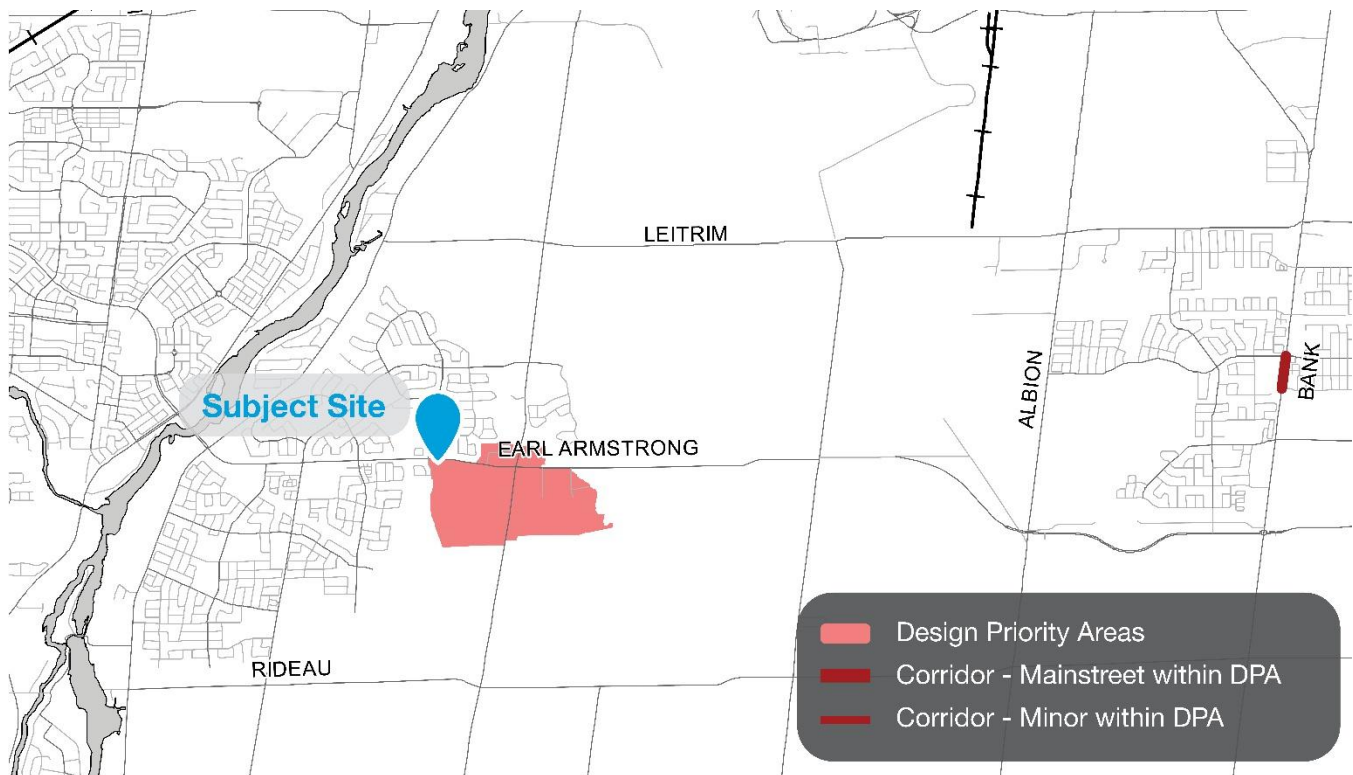 LEITRIM
ALBION
BANK
Subject Site
EARL ARMSTRONG
RIDEAU
Design Priority Areas
Corridor - Mainstreet within DPA
Corridor - Minor within DPA